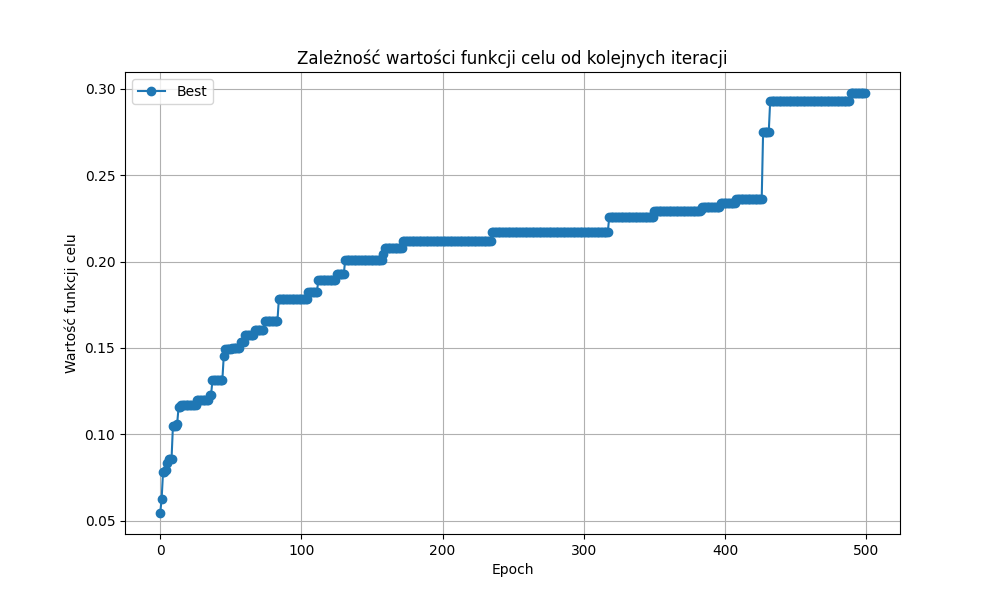 Zależność wartości funkcji celu od kolejnych iteracji
Best
0.30
0.25
0.20
0.15
0.10
0.05
Wartość funkcji celu
0 100 200 300 400 500
Epoch